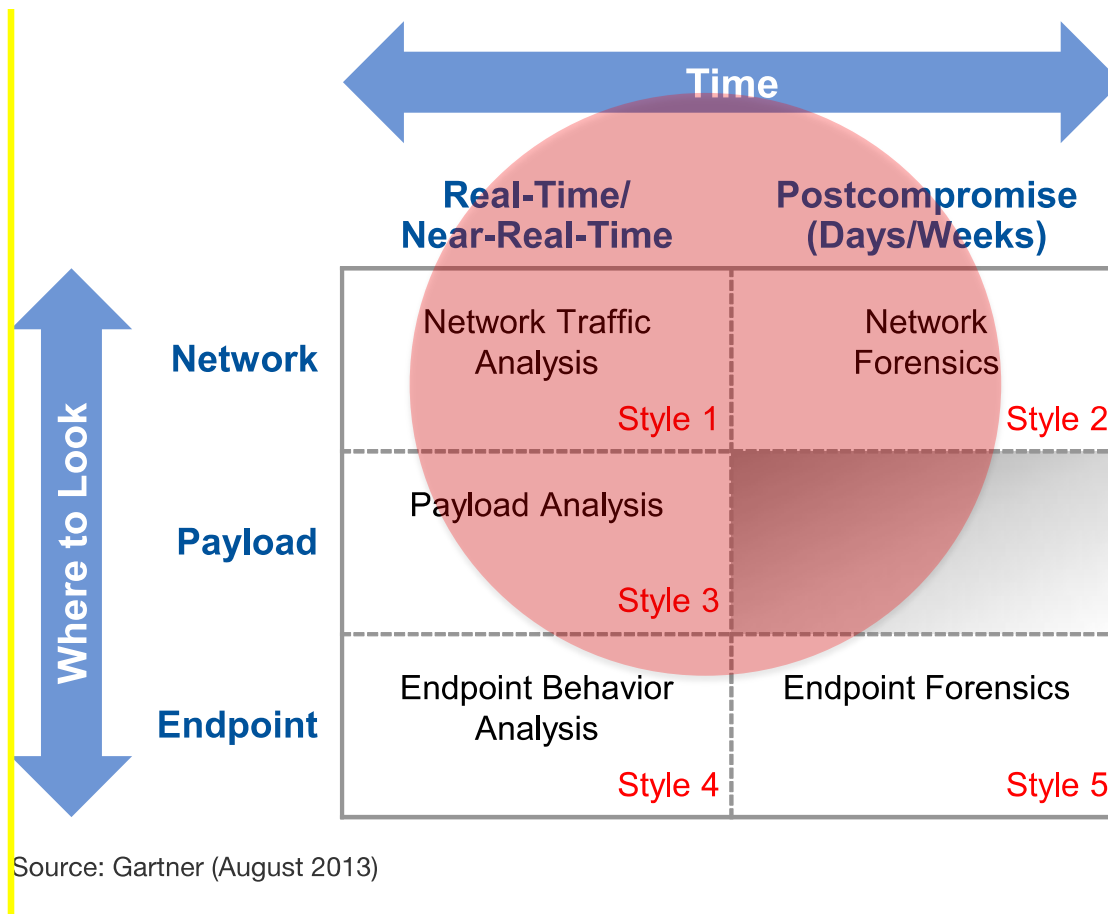 Time
Real-Time/
Near-Real-Time
Postcompromise
(Days/Weeks)
Where to Look
Network
Network Traffic
Analysis
Style 1
Network
Forensics
Style 2
Payload
Payload Analysis
Style 3
Endpoint
Endpoint Behavior
Analysis
Style 4
Endpoint Forensics
Style 5
Source: Gartner (August 2013)